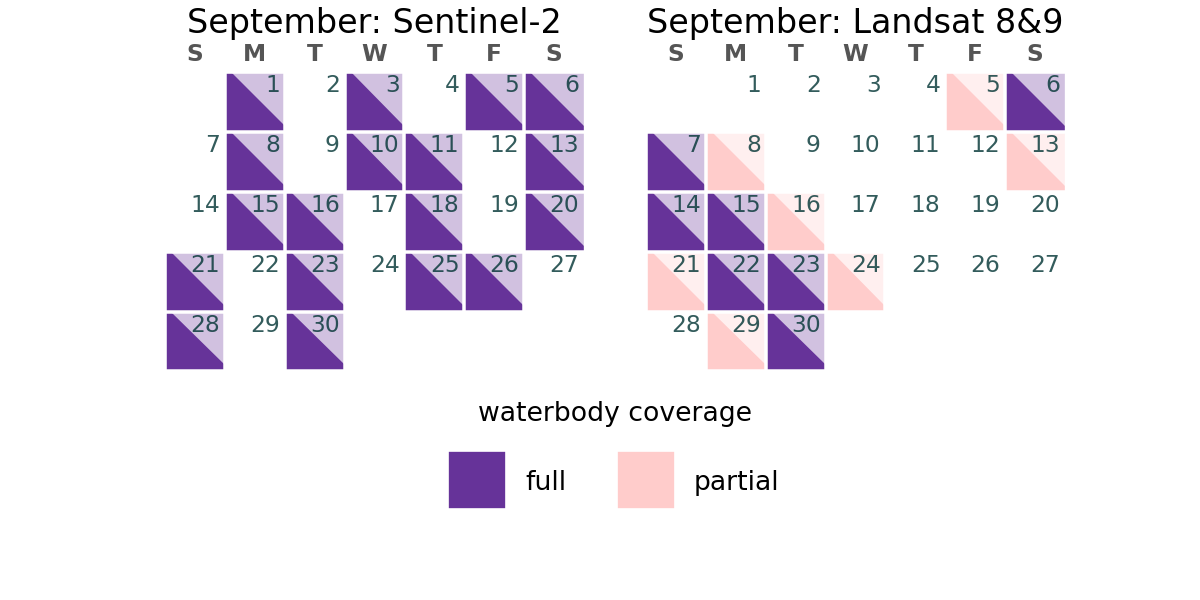 September: Sentinel-2
S M T W T F S
1 2 3 4 5 6
7 8 9 10 11 12 13
14 15 16 17 18 19 20
21 22 23 24 25 26 27
28 29 30
September: Landsat 8&9
S M T W T F S
1 2 3 4 5 6
7 8 9 10 11 12 13
14 15 16 17 18 19 20
21 22 23 24 25 26 27
28 29 30
waterbody coverage
full partial